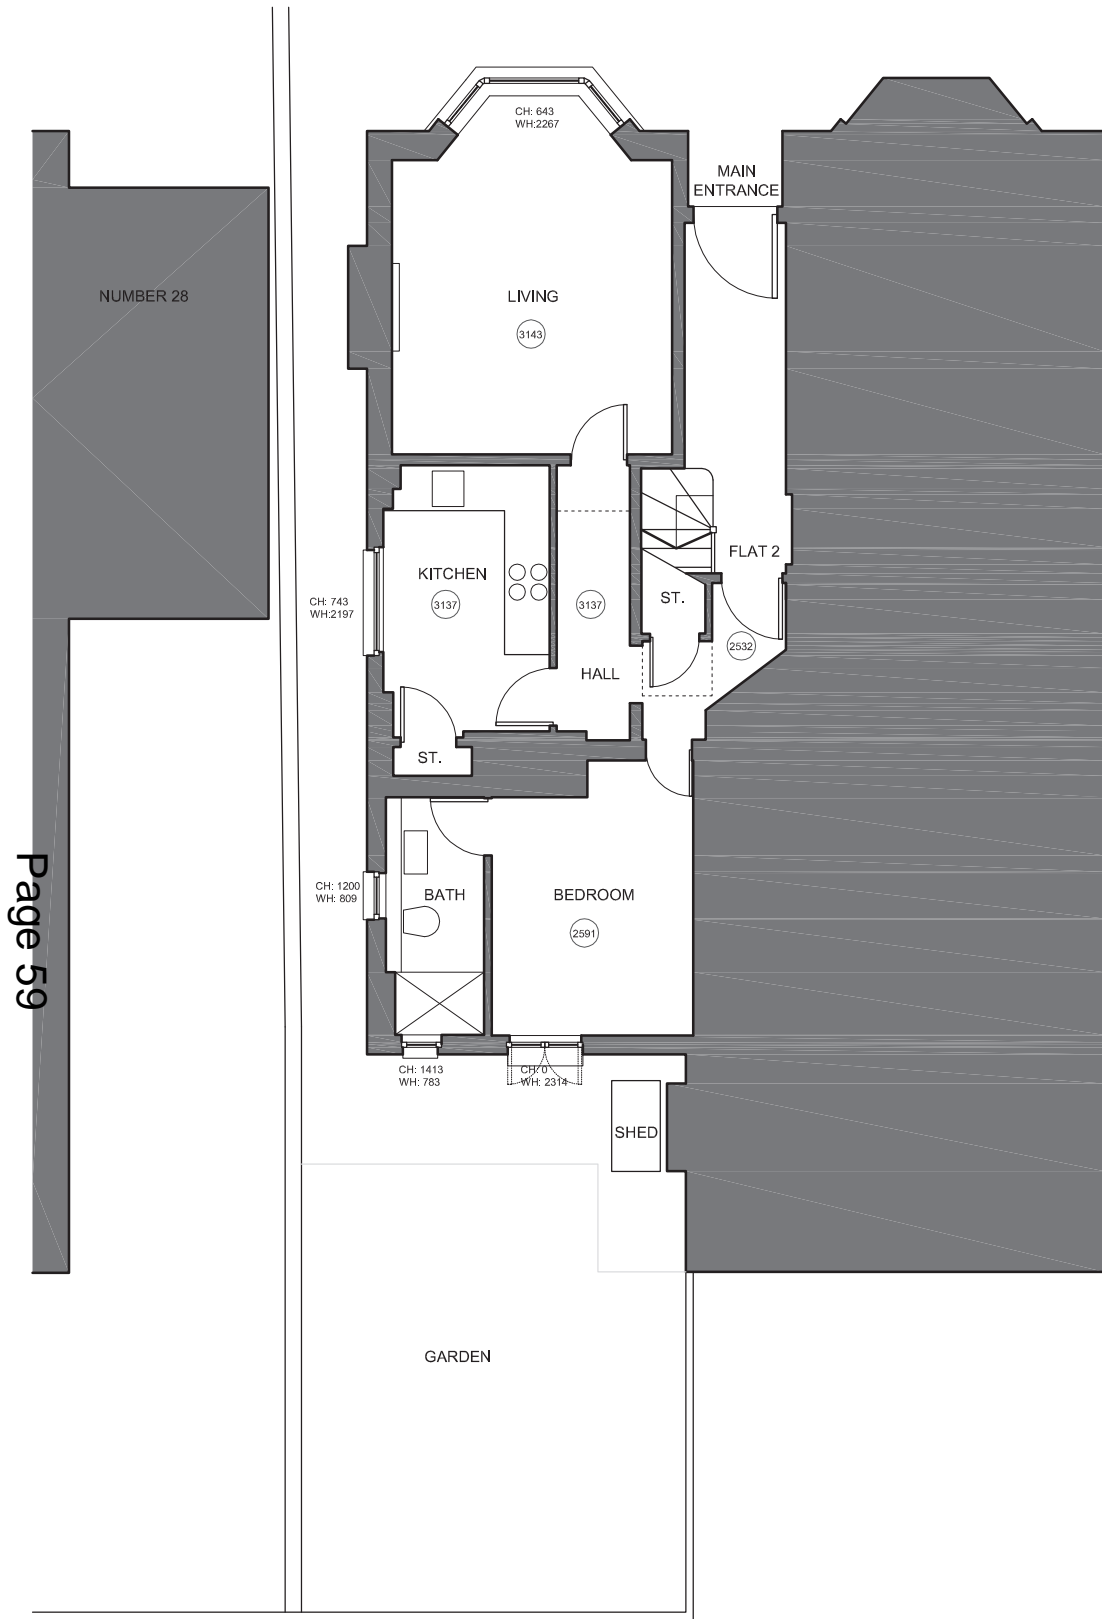 CH: 643
WH:2267
MAIN
ENTRANCE
NUMBER 28
LIVING
3143
FLAT 2
KITCHEN
3137
3137
ST.
CH: 743
WH:2197
2532
HALL
ST.
CH: 1200
WH: 809
BATH
BEDROOM
2591
Page 59
CH: 1413
WH: 783
CH: 0
WH: 2314
SHED
GARDEN